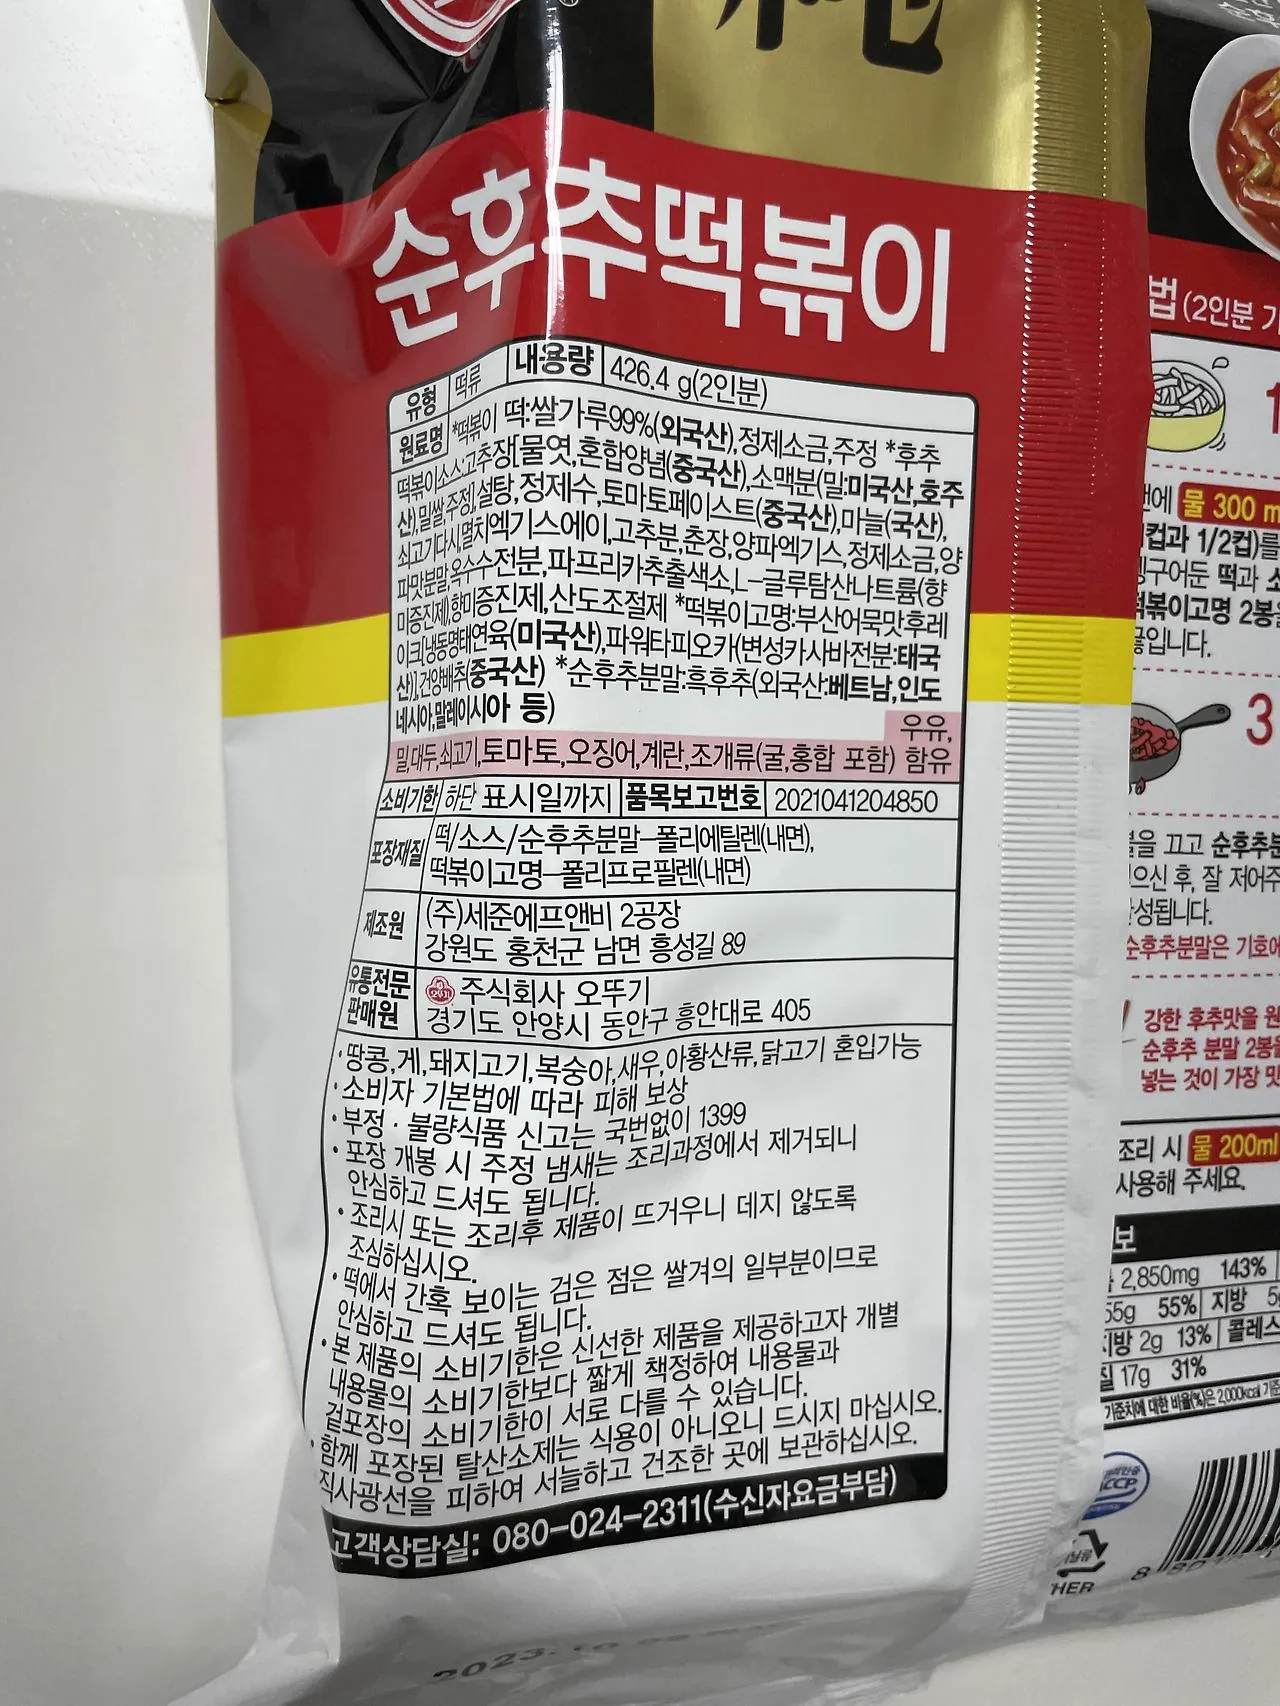 순후추떡볶이
유형 떡류 내용량 426.4 g(2인분)
원료명 *떡볶이 떡:쌀가루99%(외국산),정제소금,주정 *후추
떡볶이소스:고추장[물엿,혼합양념(중국산),소맥분(밀:미국산,호주
산),밀쌀,주정],설탕,정제수,토마토페이스트(중국산),마늘(국산),
쇠고기다시,멸치엑기스에이,고추분,춘장,양파엑기스,정제소금,양
파맛분말,옥수수전분,파프리카추출색소,L-글루탐산나트륨(향
미증진제),향미증진제,산도조절제 *떡볶이고명:부산어묵맛후레
이크[냉동명태연육(미국산),파워타피오카(변성카사바전분:태국
산)],건양배추(중국산) *순후추분말:흑후추(외국산:베트남,인도
네시아,말레이시아 등)
우유,
밀,대두,쇠고기,토마토,오징어,계란,조개류(굴,홍합 포함) 함유
소비기한 하단 표시일까지 품목보고번호 2021041204850
포장재질 떡/소스/순후추분말-폴리에틸렌(내면),
떡볶이고명-폴리프로필렌(내면)
제조원 (주)세준에프앤비 2공장
강원도 홍천군 남면 흥성길 89
유통전문
판매원 주식회사 오뚜기
경기도 안양시 동안구 흥안대로 405
·땅콩,게,돼지고기,복숭아,새우,아황산류,닭고기 혼입가능
·소비자 기본법에 따라 피해 보상
·부정·불량식품 신고는 국번없이 1399
·포장 개봉 시 주정 냄새는 조리과정에서 제거되니
안심하고 드셔도 됩니다.
·조리시 또는 조리후 제품이 뜨거우니 데지 않도록
조심하십시오.
·떡에서 간혹 보이는 검은 점은 쌀겨의 일부분이므로
안심하고 드셔도 됩니다.
·본 제품의 소비기한은 신선한 제품을 제공하고자 개별
내용물의 소비기한보다 짧게 책정하여 내용물과
겉포장의 소비기한이 서로 다를 수 있습니다.
·함께 포장된 탈산소제는 식용이 아니오니 드시지 마십시오.
직사광선을 피하여 서늘하고 건조한 곳에 보관하십시오.
고객상담실: 080-024-2311(수신자요금부담)
법 (2인분
1
물 300 m
컵과 1/2컵)를
떡과
떡볶이고명 2봉
입니다.
3
끄고 순후추
으신 후, 잘 저어주
성됩니다.
순후추분말은 기호에
강한 후추맛을
순후추 분말 2봉을
넣는 것이 가장
조리 시 물 200ml
사용해 주세요.
보
2,850mg 143%
55g 55% 지방
2g 13% 콜레스
17g 31%
기준치에 대한 비율(%)은 2,000kcal
CCP
HER
8